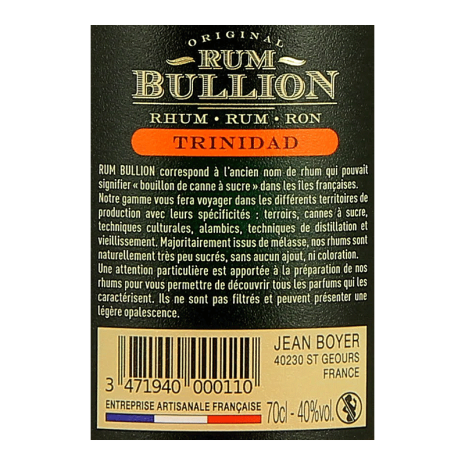 ORIGINAL
RUM
BULLION
RHUM • RUM • RON
TRINIDAD
RUM BULLION correspond à l'ancien nom de rhum qui pouvait
signifier « bouillon de canne à sucre » dans les îles françaises.
Notre gamme vous fera voyager dans les différents territoires de
production avec leurs spécificités : terroirs, cannes à sucre,
techniques culturales, alambics, techniques de distillation et
vieillissement. Majoritairement issus de mélasse, nos rhums sont
naturellement très peu sucrés, sans aucun ajout, ni coloration.
Une attention particulière est apportée à la préparation de nos
rhums pour vous permettre de découvrir tous les parfums qui les
caractérisent. Ils ne sont pas filtrés et peuvent présenter une
légère opalescence.
JEAN BOYER
40230 ST GEOURS
FRANCE
3 471940 000110
ENTREPRISE ARTISANALE FRANÇAISE
70cl - 40%vol.